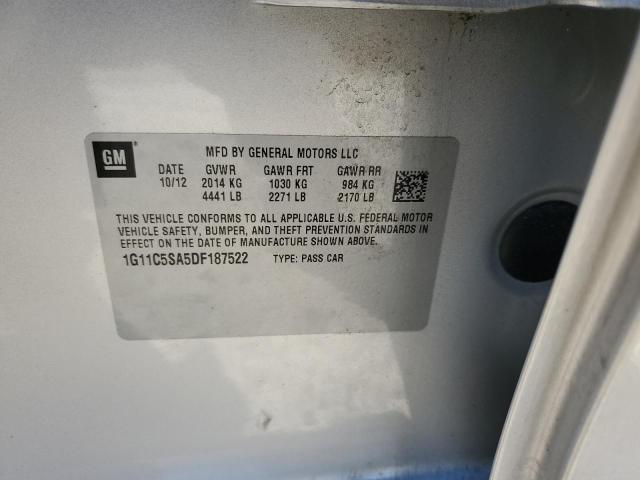 GM
MFD BY GENERAL MOTORS LLC
DATE GVWR GAWR FRT GAWR RR
10/12 2014 KG 1030 KG 984 KG
4441 LB 2271 LB 2170 LB
THIS VEHICLE CONFORMS TO ALL APPLICABLE U.S. FEDERAL MOTOR
VEHICLE SAFETY, BUMPER, AND THEFT PREVENTION STANDARDS IN
EFFECT ON THE DATE OF MANUFACTURE SHOWN ABOVE.
1G11C5SA5DF187522 TYPE: PASS CAR